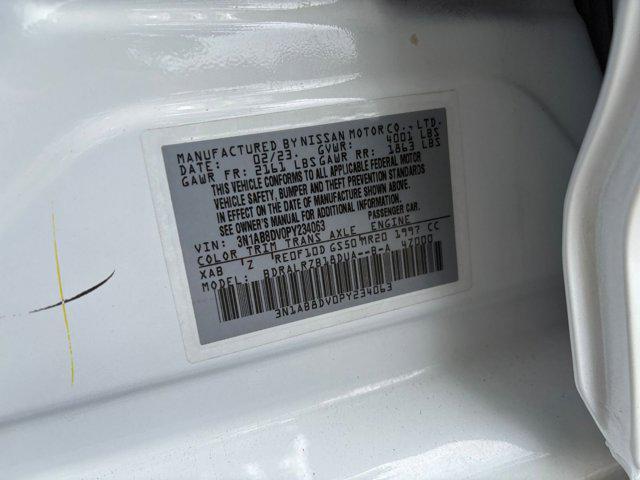 MANUFACTURED BY NISSAN MOTOR CO., LTD.
DATE: 02/23 GVWR: 4001 LBS
GAWR FR: 2161 LBS GAWR RR: 1863 LBS
THIS VEHICLE CONFORMS TO ALL APPLICABLE FEDERAL MOTOR
VEHICLE SAFETY, BUMPER AND THEFT PREVENTION STANDARDS
IN EFFECT ON THE DATE OF MANUFACTURE SHOWN ABOVE.
SEE OWNER'S MANUAL FOR ADDITIONAL INFORMATION
VIN: 3N1AB8DV0PY234063 PASSENGER CAR.
COLOR TRIM TRANS AXLE ENGINE
XAB Z RE0F10D GS50 MR20 1997 CC
MODEL: BDRALR7B18DUA--B-A 47000
3N1AB8DV0PY234063